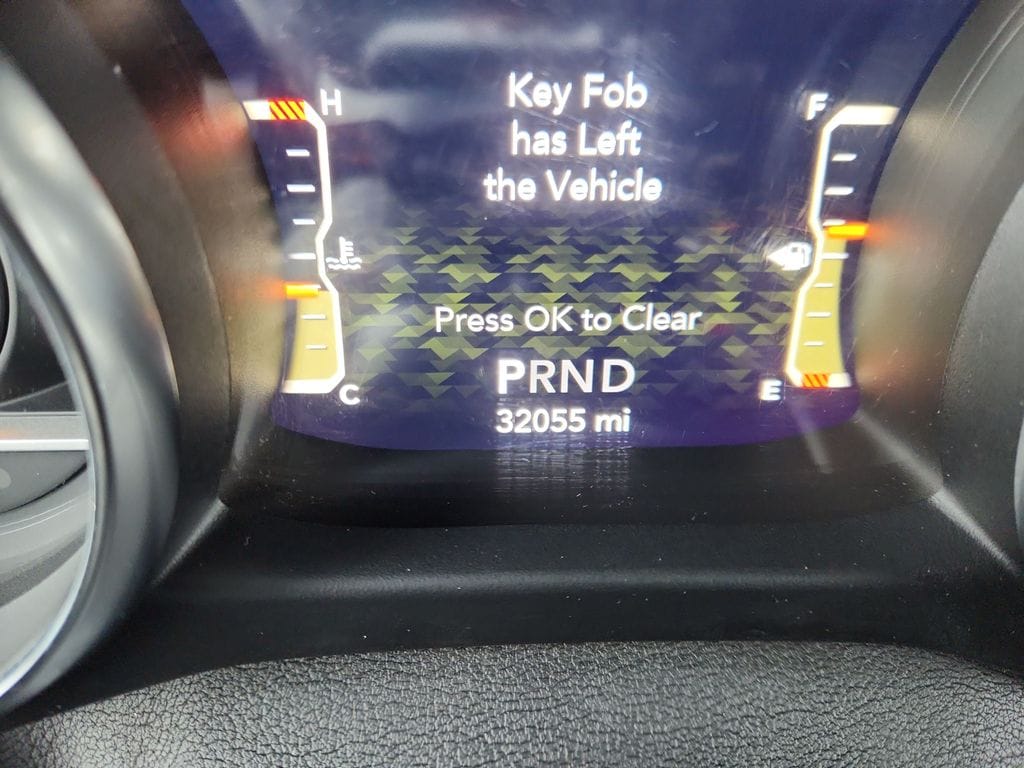 H
Key Fob
F
has Left
the Vehicle
Press OK to Clear
PRND
C
E
32055 mi